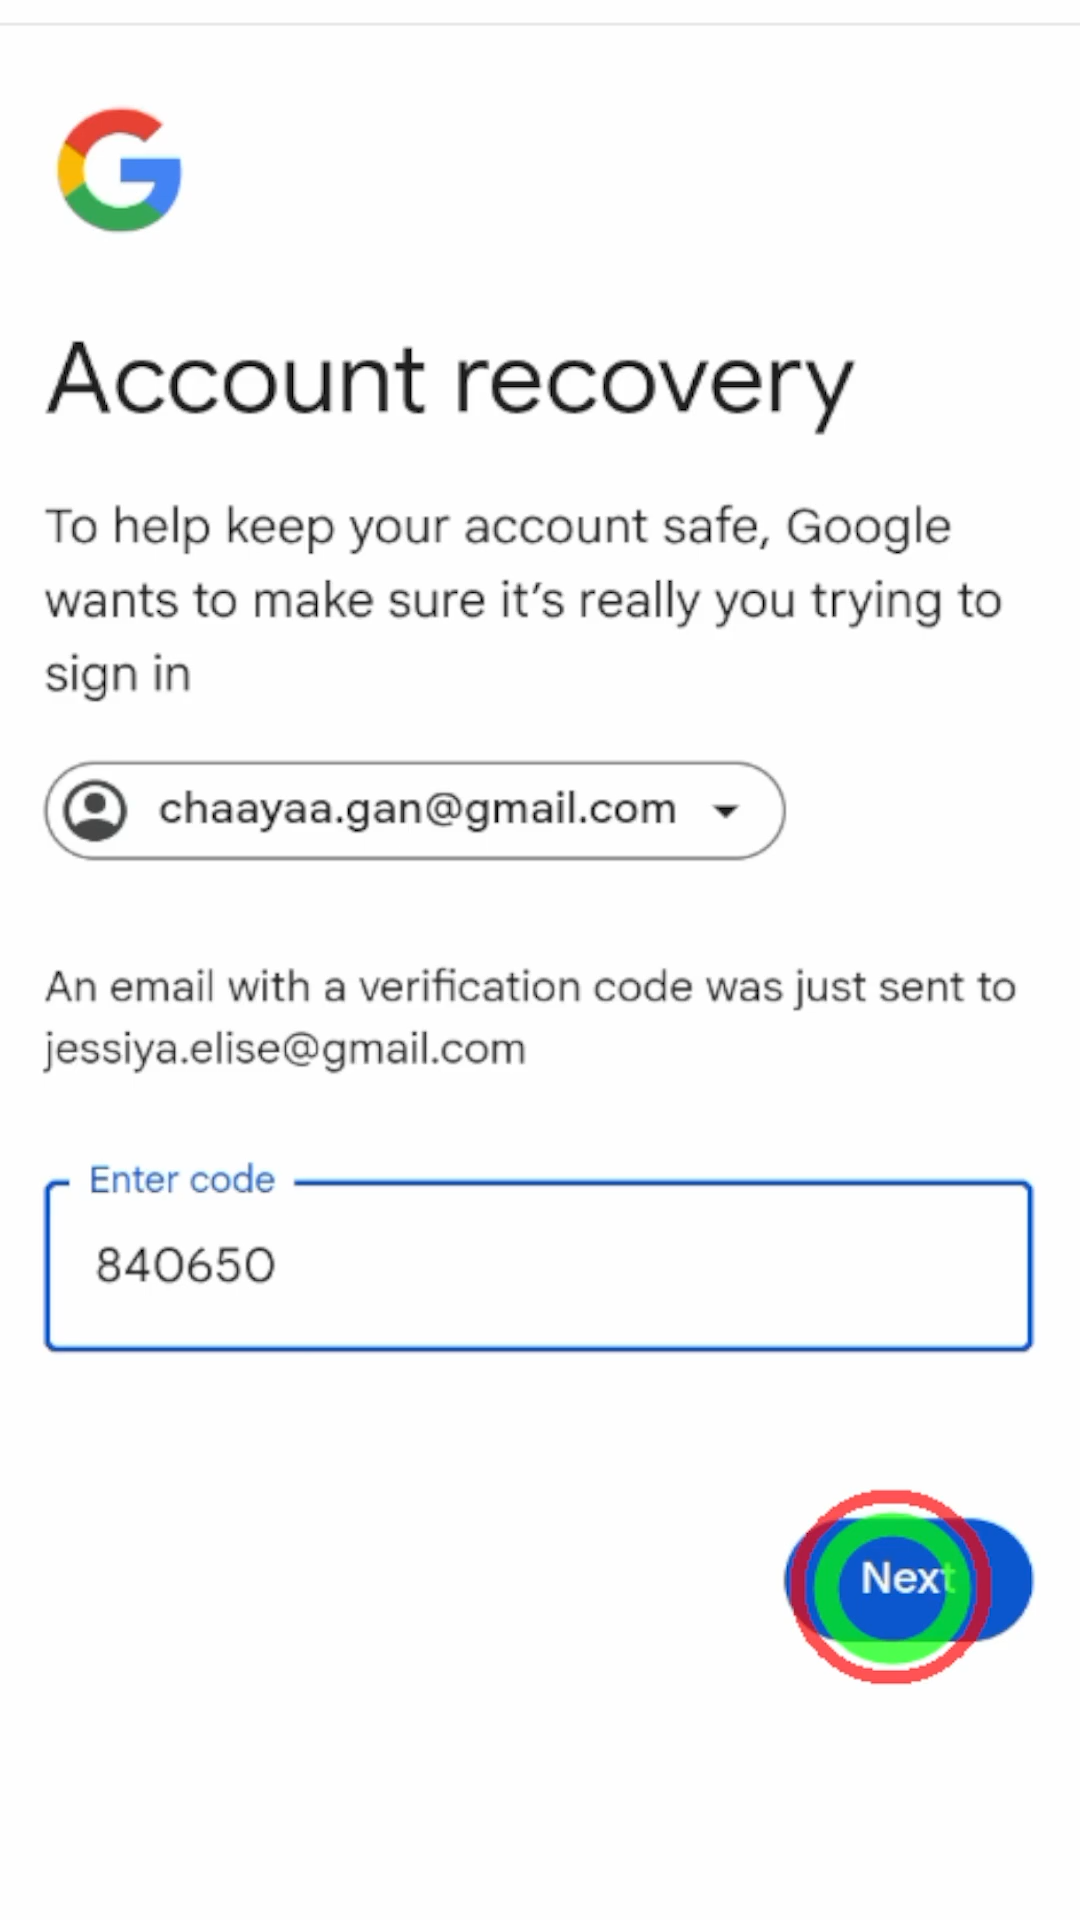 Account recovery
To help keep your account safe, Google
wants to make sure it's really you trying to
sign in
chaayaa.gan@gmail.com
An email with a verification code was just sent to
jessiya.elise@gmail.com
Enter code
840650
Next